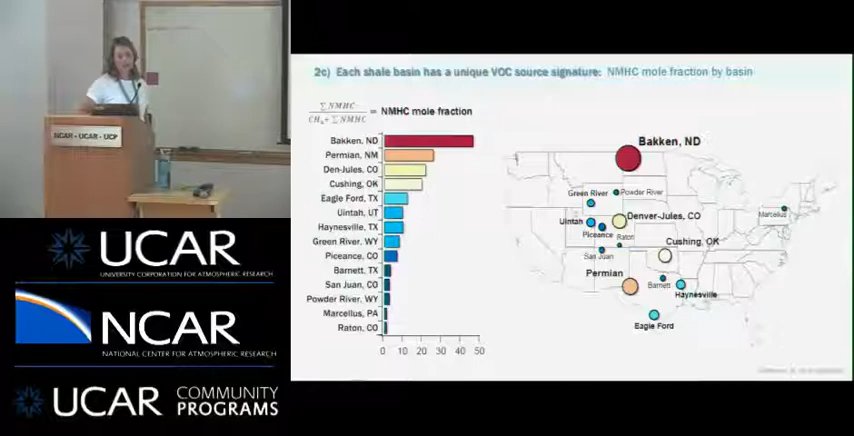 NCAR - UCAR - UCP
UCAR
UNIVERSITY CORPORATION FOR ATMOSPHERIC RESEARCH
NCAR
NATIONAL CENTER FOR ATMOSPHERIC RESEARCH
UCAR COMMUNITY PROGRAMS
2c) Each shale basin has a unique VOC source signature: NMHC mole fraction by basin
∑ NMHC
CH₄+ ∑ NMHC
= NMHC mole fraction
Bakken, ND
Permian, NM
Den-Jules, CO
Cushing, OK
Eagle Ford, TX
Uintah, UT
Haynesville, TX
Green River, WY
Piceance, CO
Barnett, TX
San Juan, CO
Powder River, WY
Marcellus, PA
Raton, CO
0 10 20 30 40 50
Bakken, ND
Green River
Powder River
Marcellus
Uintah
Denver-Jules, CO
Piceance
Raton
San Juan
Cushing, OK
Permian
Barnett
Haynesville
Eagle Ford